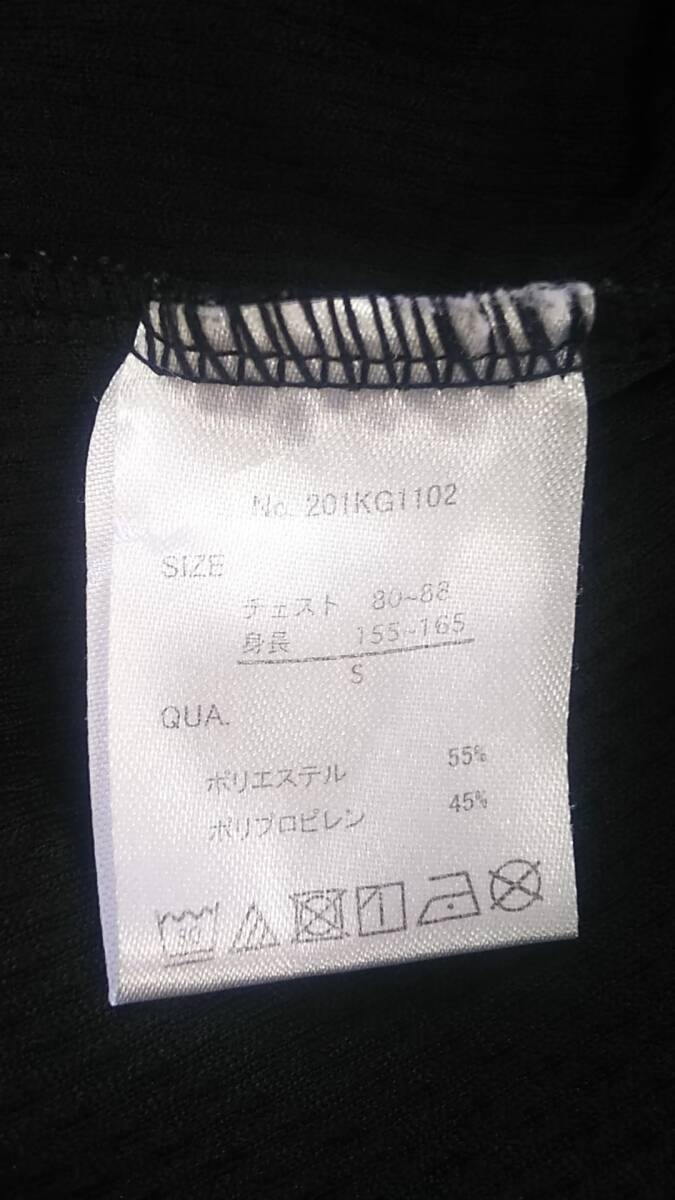 No. 201KG1102
SIZE
チェスト 80~88
身長 155~165
S
QUA.
ポリエステル 55%
ポリプロピレン 45%
30